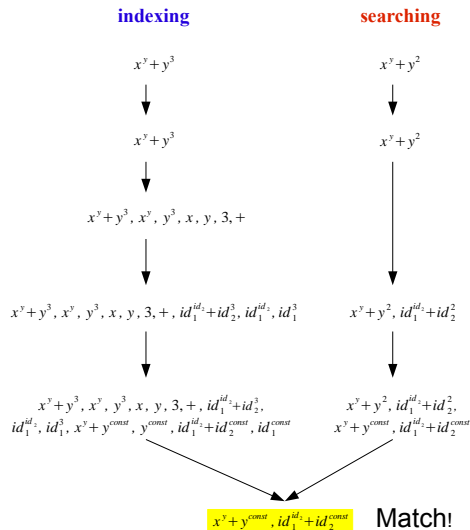 indexing searching
x^y + y^3 x^y + y^2
x^y + y^3 x^y + y^2
x^y + y^3, x^y, y^3, x, y, 3, +
x^y + y^3, x^y, y^3, x, y, 3, +, id_1^{id_2} + id_2^3, id_1^{id_2}, id_1^3 x^y + y^2, id_1^{id_2} + id_2^2
x^y + y^3, x^y, y^3, x, y, 3, +, id_1^{id_2} + id_2^3, x^y + y^2, id_1^{id_2} + id_2^2,
id_1^{id_2}, id_1^3, x^y + y^{const}, y^{const}, id_1^{id_2} + id_2^{const}, id_1^{const} x^y + y^{const}, id_1^{id_2} + id_2^{const}
x^y + y^{const}, id_1^{id_2} + id_2^{const} Match!